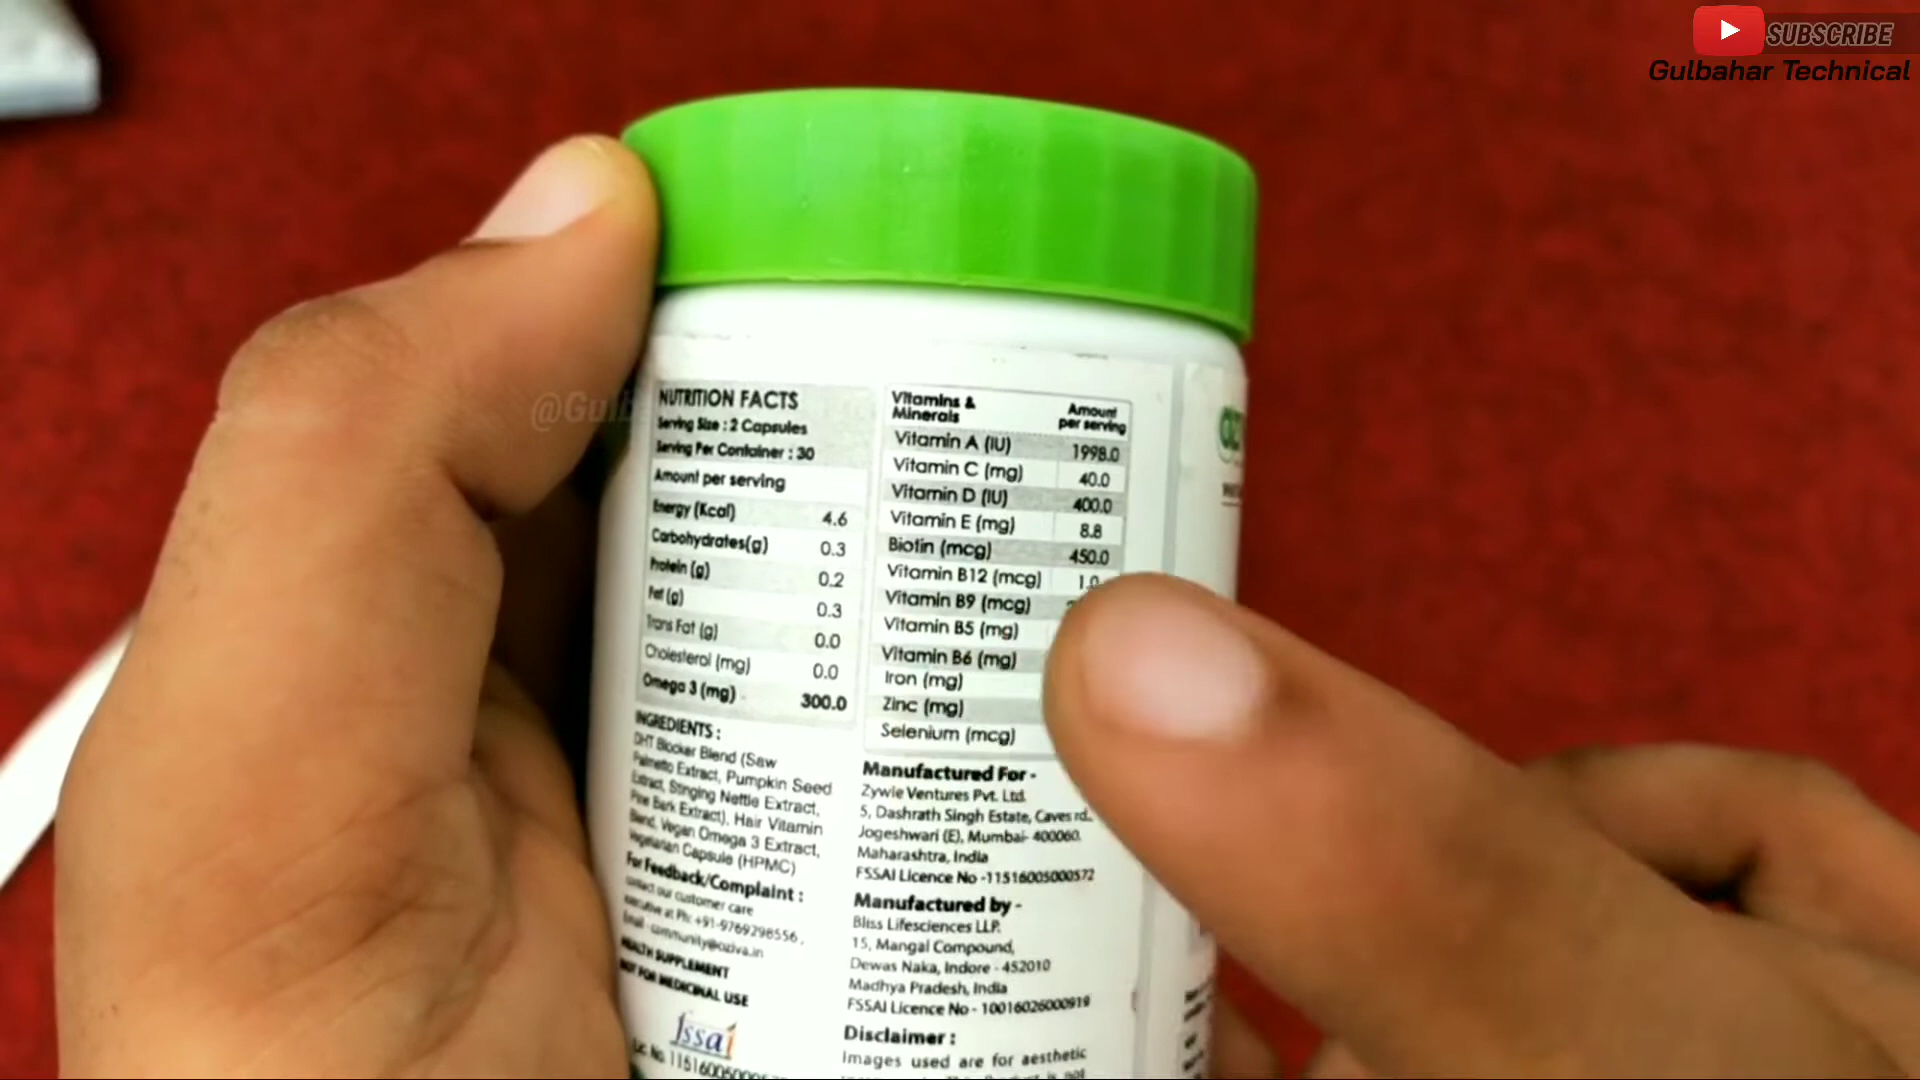 SUBSCRIBE
Gulbahar Technical
@Gulb
NUTRITION FACTS
Serving Size : 2 Capsules
Serving Per Container : 30
Amount per serving
Energy (Kcal) 4.6
Carbohydrates(g) 0.3
Protein (g) 0.2
Fat (g) 0.3
Trans Fat (g) 0.0
Cholesterol (mg) 0.0
Omega 3 (mg) 300.0
INGREDIENTS :
DHT Blocker Blend (Saw
Palmetto Extract, Pumpkin Seed
Extract, Stinging Nettle Extract,
Pine Bark Extract), Hair Vitamin
Blend, Vegan Omega 3 Extract,
Vegetarian Capsule (HPMC)
For Feedback/Complaint :
contact our customer care
executive at Ph: +91-9769298556,
Email - community@oziva.in
HEALTH SUPPLEMENT
NOT FOR MEDICINAL USE
fssai
Lic. No.
Vitamins & Amount
Minerals per serving
Vitamin A (IU) 1998.0
Vitamin C (mg) 40.0
Vitamin D (IU) 400.0
Vitamin E (mg) 8.8
Biotin (mcg) 450.0
Vitamin B12 (mcg) 1.0
Vitamin B9 (mcg)
Vitamin B5 (mg)
Vitamin B6 (mg)
Iron (mg)
Zinc (mg)
Selenium (mcg)
Manufactured For -
Zywie Ventures Pvt. Ltd.
5, Dashrath Singh Estate, Caves rd.,
Jogeshwari (E), Mumbai- 400060.
Maharashtra, India
FSSAI Licence No -11516005000572
Manufactured by -
Bliss Lifesciences LLP.
15, Mangal Compound,
Dewas Naka, Indore - 452010
Madhya Pradesh, India
FSSAI Licence No - 10016026000919
Disclaimer :
Images used are for aesthetic